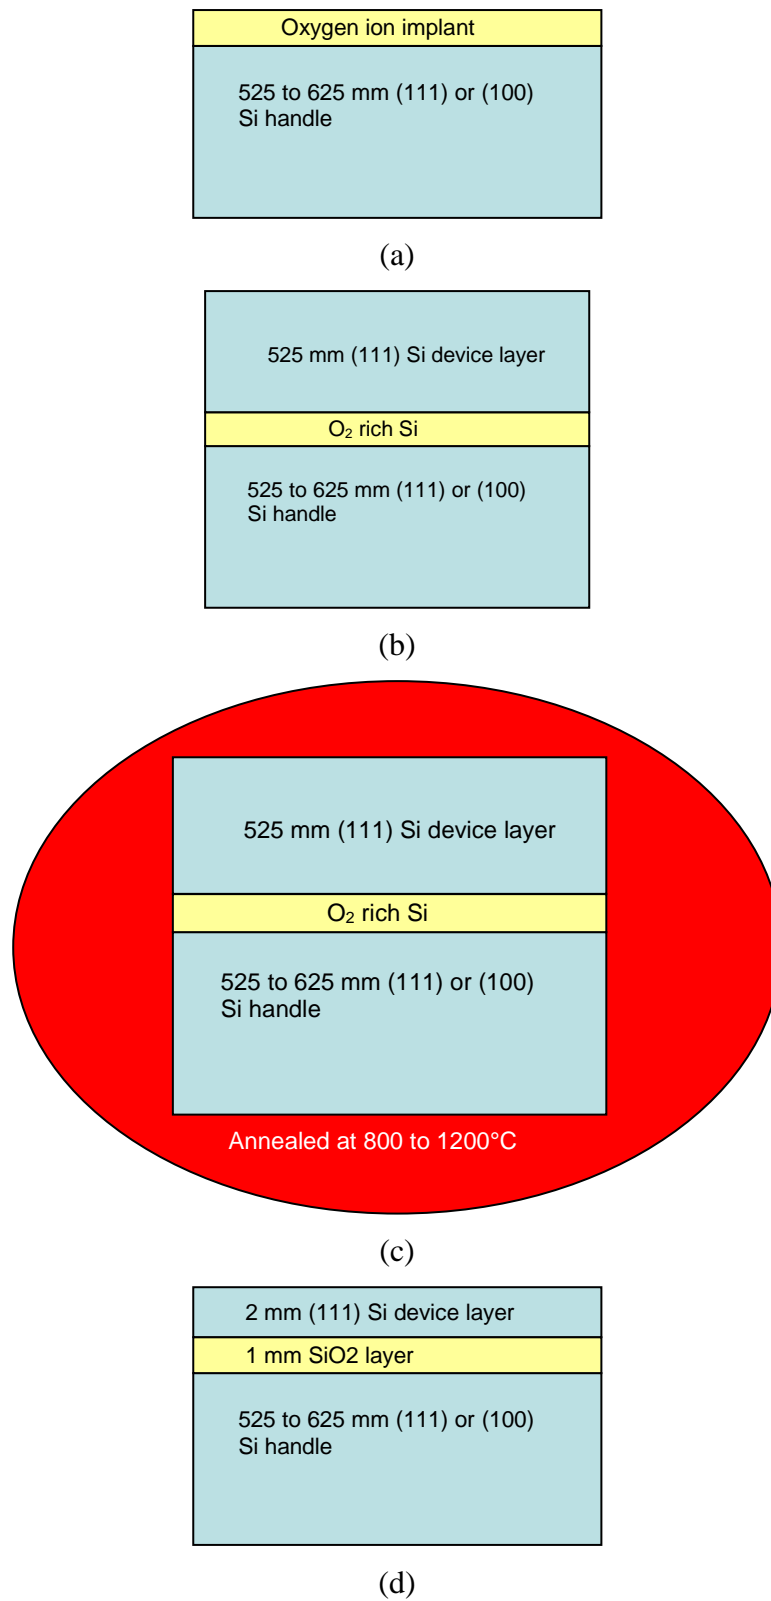 Oxygen ion implant
525 to 625 mm (111) or (100)
Si handle
(a)
525 mm (111) Si device layer
O₂ rich Si
525 to 625 mm (111) or (100)
Si handle
(b)
525 mm (111) Si device layer
O₂ rich Si
525 to 625 mm (111) or (100)
Si handle
Annealed at 800 to 1200°C
(c)
2 mm (111) Si device layer
1 mm SiO2 layer
525 to 625 mm (111) or (100)
Si handle
(d)